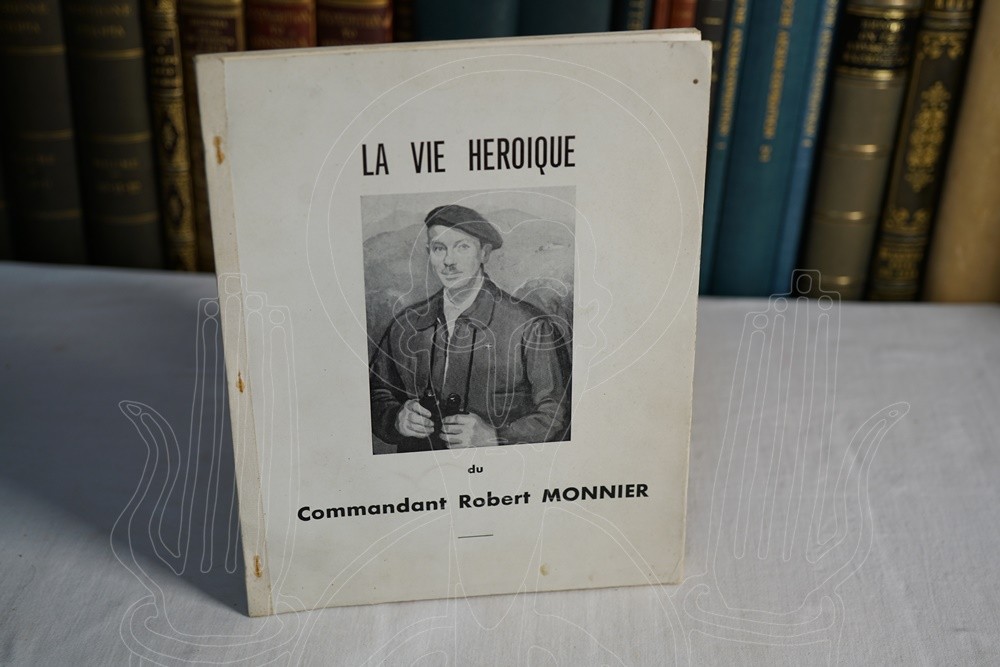 LA VIE HEROIQUE
du
Commandant Robert MONNIER